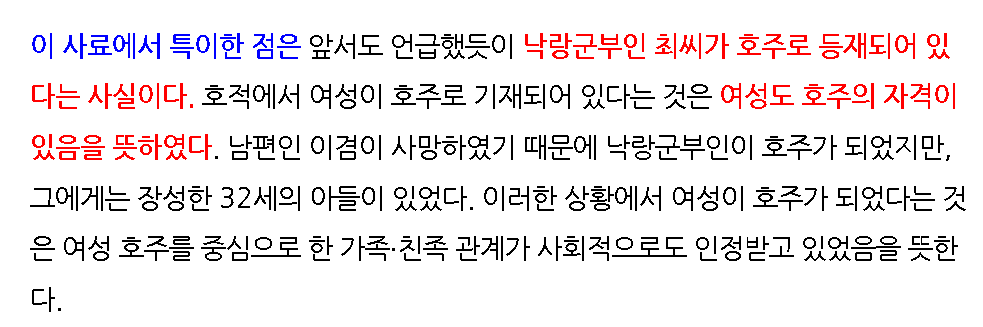 이 사료에서 특이한 점은 앞서도 언급했듯이 낙랑군부인 최씨가 호주로 등재되어 있
다는 사실이다. 호적에서 여성이 호주로 기재되어 있다는 것은 여성도 호주의 자격이
있음을 뜻하였다. 남편인 이겸이 사망하였기 때문에 낙랑군부인이 호주가 되었지만,
그에게는 장성한 32세의 아들이 있었다. 이러한 상황에서 여성이 호주가 되었다는 것
은 여성 호주를 중심으로 한 가족·친족 관계가 사회적으로도 인정받고 있었음을 뜻한
다.